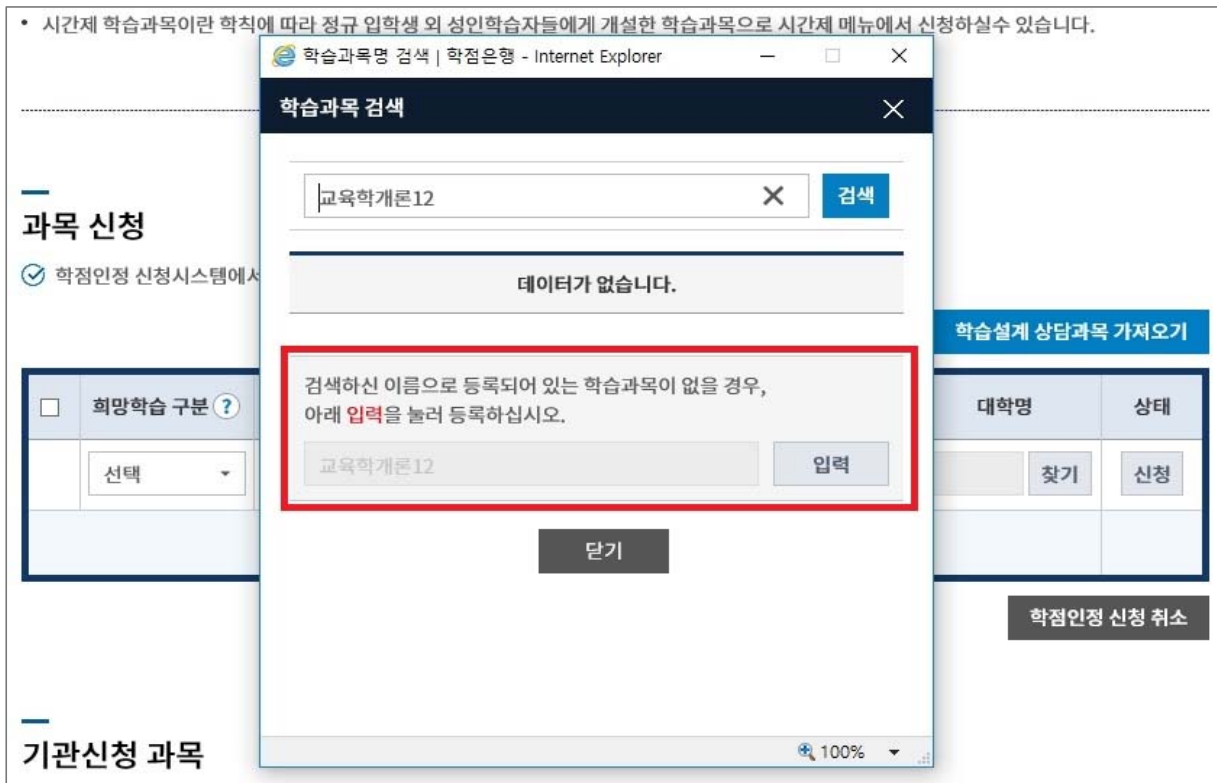 • 시간제 학습과목이란 학칙에 따라 정규 입학생 외 성인학습자들에게 개설한 학습과목으로 시간제 메뉴에서 신청하실수 있습니다.
학습과목명 검색 | 학점은행 - Internet Explorer
학습과목 검색
교육학개론12
검색
과목 신청
학점인정 신청시스템에서
데이터가 없습니다.
학습설계 상담과목 가져오기
검색하신 이름으로 등록되어 있는 학습과목이 없을 경우,
아래 입력을 눌러 등록하십시오.
교육학개론12
입력
희망학습 구분 ?
대학명
상태
선택
찾기
신청
닫기
학점인정 신청 취소
기관신청 과목
100%